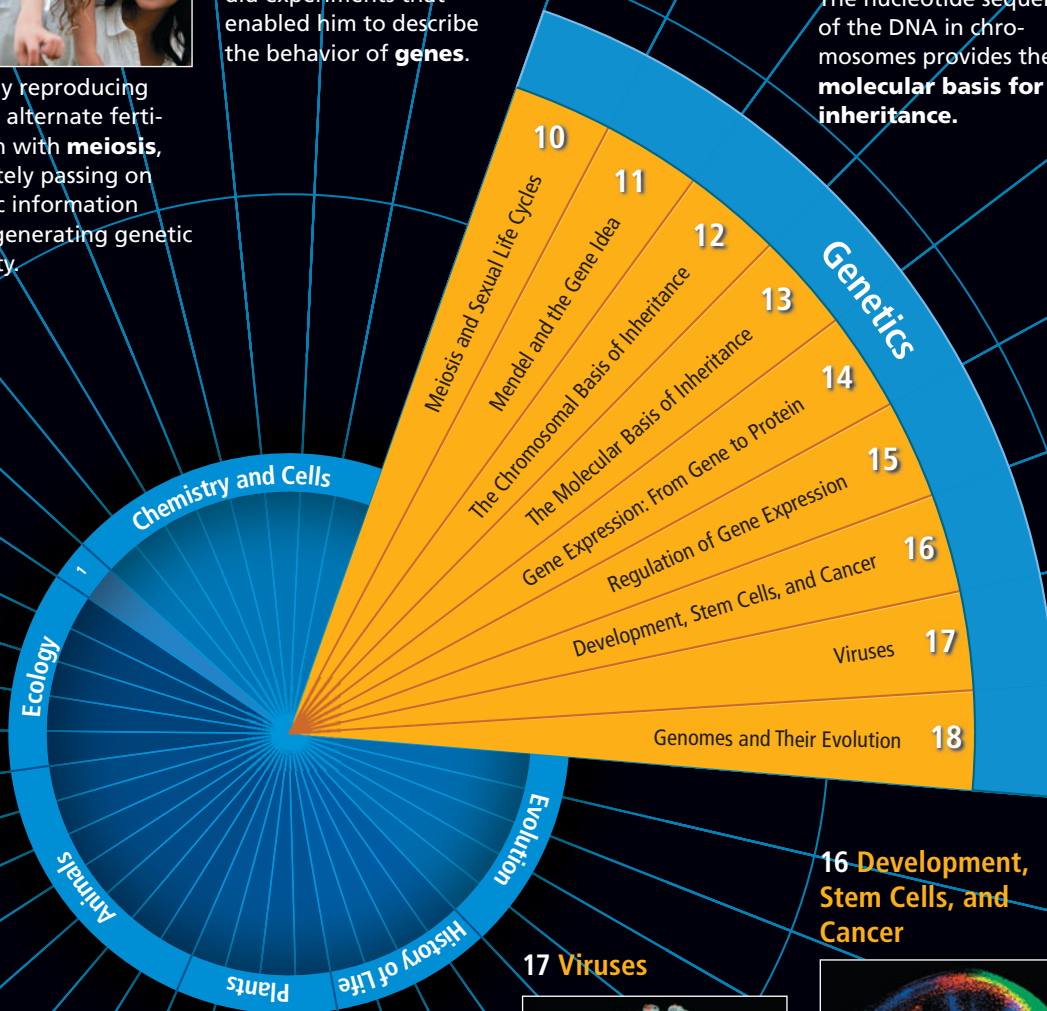 experiments that
enabled him to describe
the behavior of genes.
The nucleotide
of the DNA in chro-
mosomes provides the
molecular basis for
inheritance.
reproducing
alternate ferti-
with meiosis,
passing on
information
generating genetic
10
Meiosis and Sexual Life Cycles
11
Mendel and the Gene Idea
12
The Chromosomal Basis of Inheritance
13
The Molecular Basis of Inheritance
14
Gene Expression: From Gene to Protein
15
Regulation of Gene Expression
16
Development, Stem Cells, and Cancer
17
Viruses
18
Genomes and Their Evolution
Genetics
Chemistry and Cells
1
Ecology
Animals
Plants
History of Life
Evolution
16 Development,
Stem Cells, and
Cancer
17 Viruses